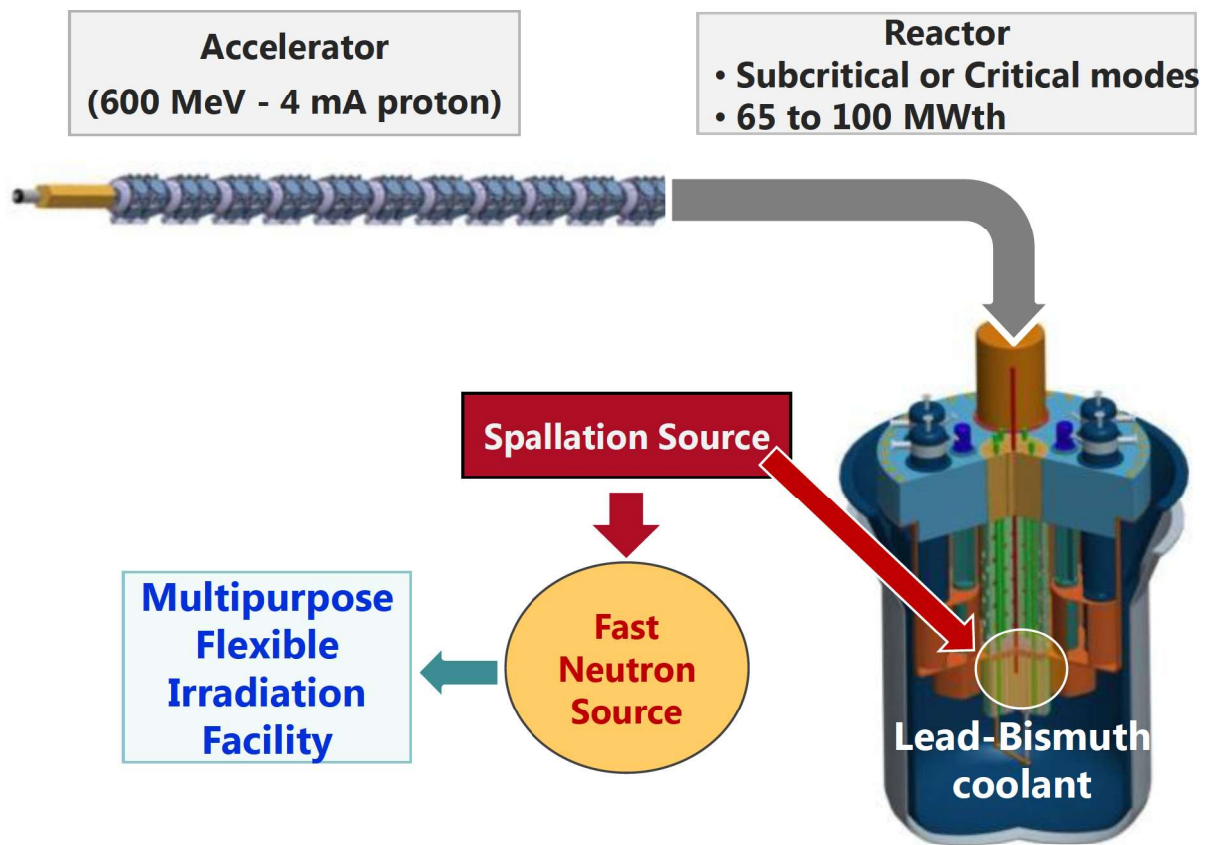 Accelerator
(600 MeV - 4 mA proton)
Reactor
• Subcritical or Critical modes
• 65 to 100 MWth
Spallation Source
Multipurpose
Flexible
Irradiation
Facility
Fast
Neutron
Source
Lead-Bismuth
coolant